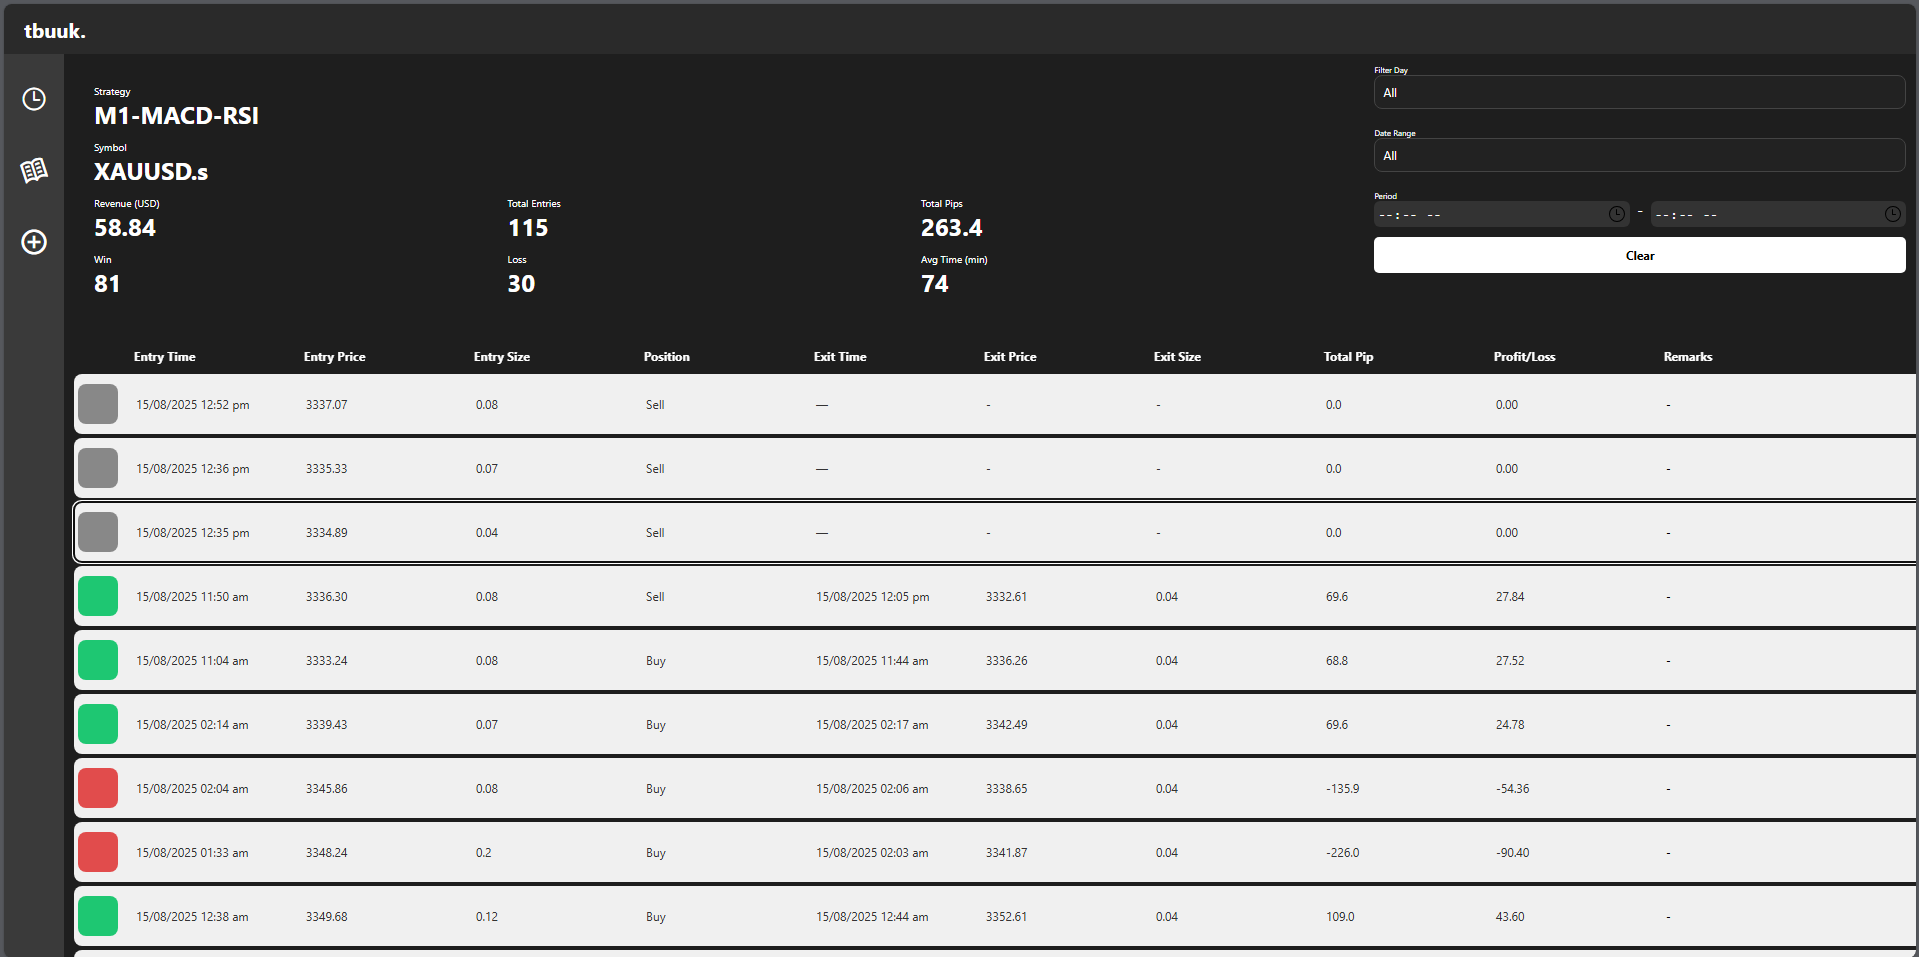 tbuuk.
Strategy
M1-MACD-RSI
Symbol
XAUUSD.s
Revenue (USD) Total Entries Total Pips
58.84 115 263.4
Win Loss Avg Time (min)
81 30 74
Filter Day
All
Date Range
All
Period
--:-- -- - --:-- --
Clear
Entry Time Entry Price Entry Size Position Exit Time Exit Price Exit Size Total Pip Profit/Loss Remarks
15/08/2025 12:52 pm 3337.07 0.08 Sell — - - 0.0 0.00 -
15/08/2025 12:36 pm 3335.33 0.07 Sell — - - 0.0 0.00 -
15/08/2025 12:35 pm 3334.89 0.04 Sell — - - 0.0 0.00 -
15/08/2025 11:50 am 3336.30 0.08 Sell 15/08/2025 12:05 pm 3332.61 0.04 69.6 27.84 -
15/08/2025 11:04 am 3333.24 0.08 Buy 15/08/2025 11:44 am 3336.26 0.04 68.8 27.52 -
15/08/2025 02:14 am 3339.43 0.07 Buy 15/08/2025 02:17 am 3342.49 0.04 69.6 24.78 -
15/08/2025 02:04 am 3345.86 0.08 Buy 15/08/2025 02:06 am 3338.65 0.04 -135.9 -54.36 -
15/08/2025 01:33 am 3348.24 0.2 Buy 15/08/2025 02:03 am 3341.87 0.04 -226.0 -90.40 -
15/08/2025 12:38 am 3349.68 0.12 Buy 15/08/2025 12:44 am 3352.61 0.04 109.0 43.60 -